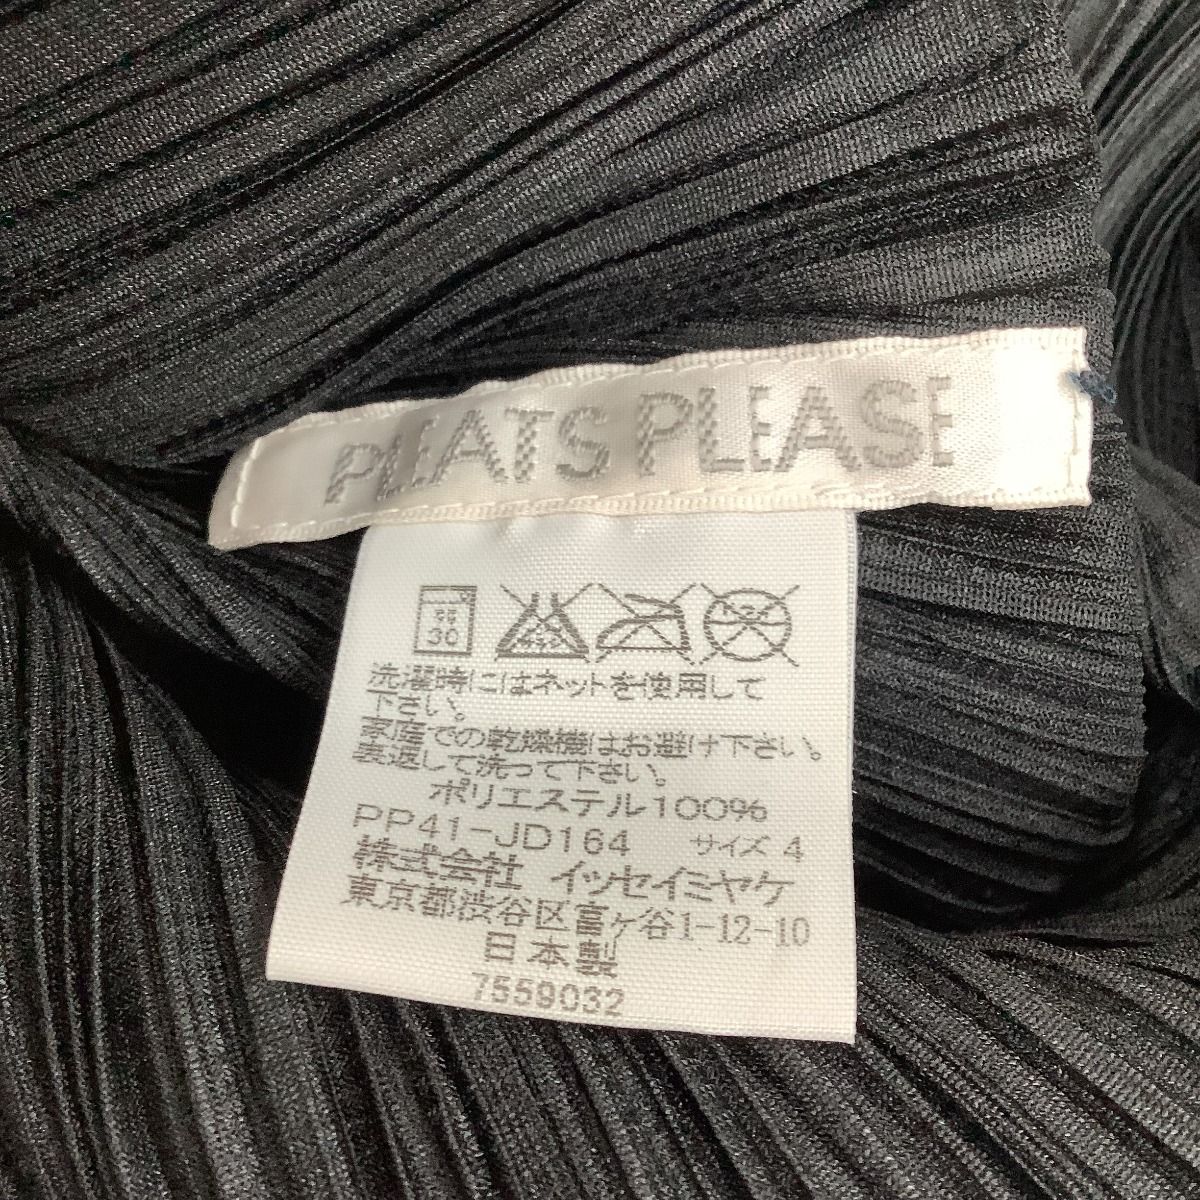 PLEATS PLEASE
弱
30
洗濯時にはネットを使用して
下さい。
家庭での乾燥機はお避け下さい。
裏返して洗って下さい。
ポリエステル100%
PP41-JD164 サイズ 4
株式会社 イッセイミヤケ
東京都渋谷区富ヶ谷1-12-10
日本製
7559032